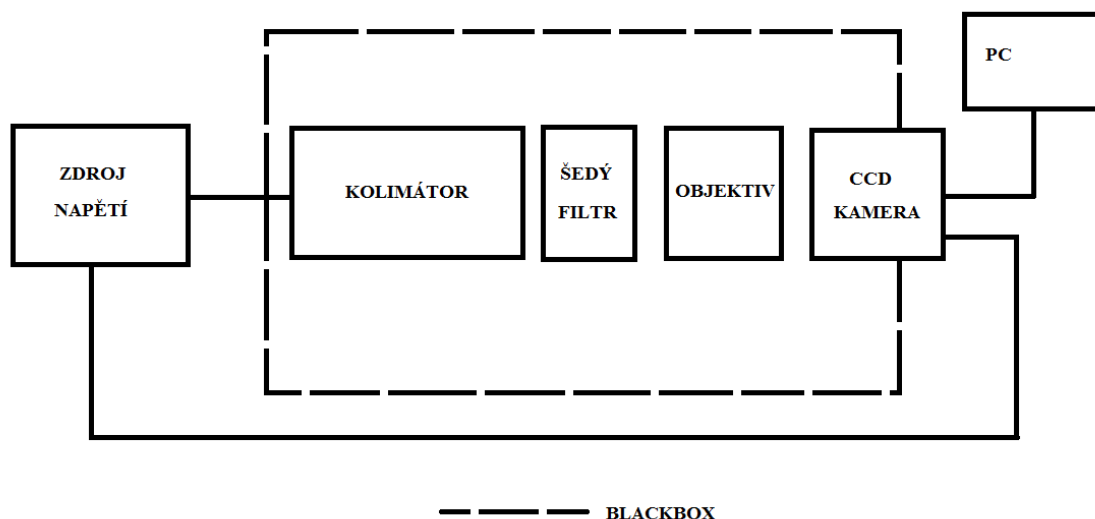 PC
ZDROJ
NAPĚTÍ
KOLIMÁTOR
ŠEDÝ
FILTR
OBJEKTIV
CCD
KAMERA
BLACKBOX